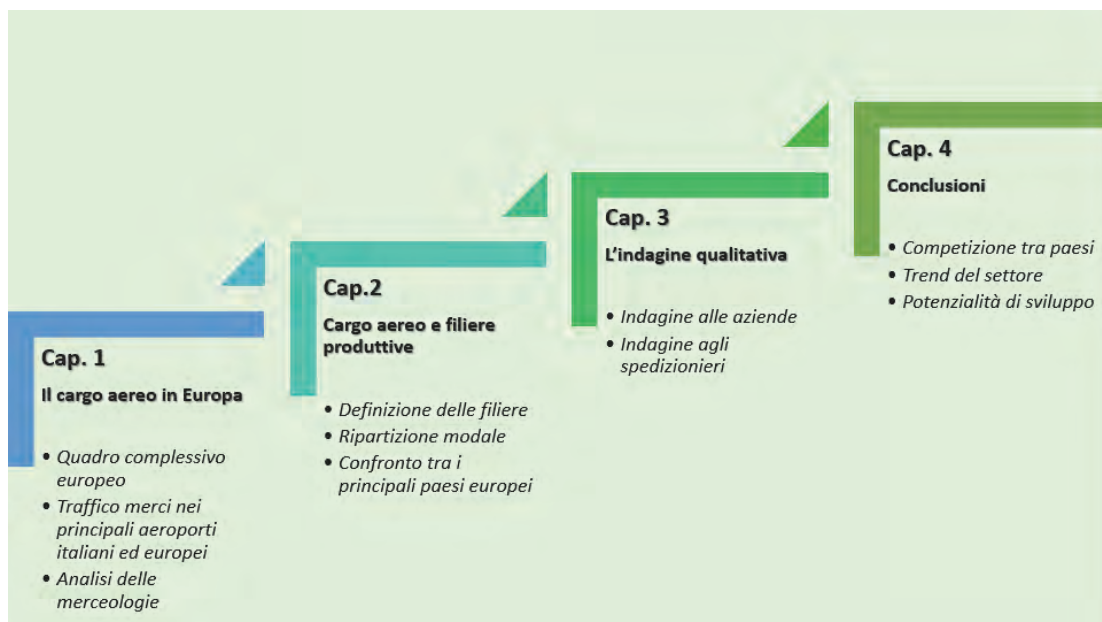 Cap. 1
Il cargo aereo in Europa
• Quadro complessivo
europeo
• Traffico merci nei
principali aeroporti
italiani ed europei
• Analisi delle
merceologie
Cap.2
Cargo aereo e filiere
produttive
• Definizione delle filiere
• Ripartizione modale
• Confronto tra i
principali paesi europei
Cap. 3
L’indagine qualitativa
• Indagine alle aziende
• Indagine agli
spedizionieri
Cap. 4
Conclusioni
• Competizione tra paesi
• Trend del settore
• Potenzialità di sviluppo